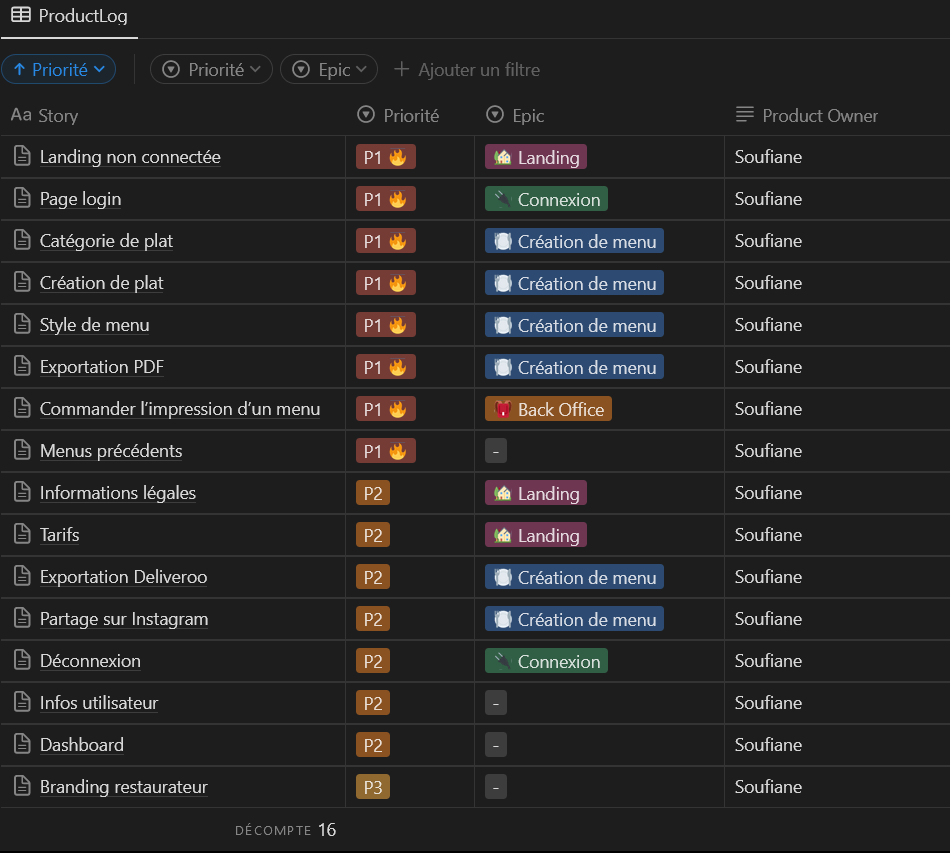 ProductLog
Priorité Priorité Epic Ajouter un filtre
Aa Story Priorité Epic Product Owner
Landing non connectée P1 🔥 🏡 Landing Soufiane
Page login P1 🔥 🔌 Connexion Soufiane
Catégorie de plat P1 🔥 🍽️ Création de menu Soufiane
Création de plat P1 🔥 🍽️ Création de menu Soufiane
Style de menu P1 🔥 🍽️ Création de menu Soufiane
Exportation PDF P1 🔥 🍽️ Création de menu Soufiane
Commander l’impression d’un menu P1 🔥 🥋 Back Office Soufiane
Menus précédents P1 🔥 - Soufiane
Informations légales P2 🏡 Landing Soufiane
Tarifs P2 🏡 Landing Soufiane
Exportation Deliveroo P2 🍽️ Création de menu Soufiane
Partage sur Instagram P2 🍽️ Création de menu Soufiane
Déconnexion P2 🔌 Connexion Soufiane
Infos utilisateur P2 - Soufiane
Dashboard P2 - Soufiane
Branding restaurateur P3 - Soufiane
DÉCOMPTE 16